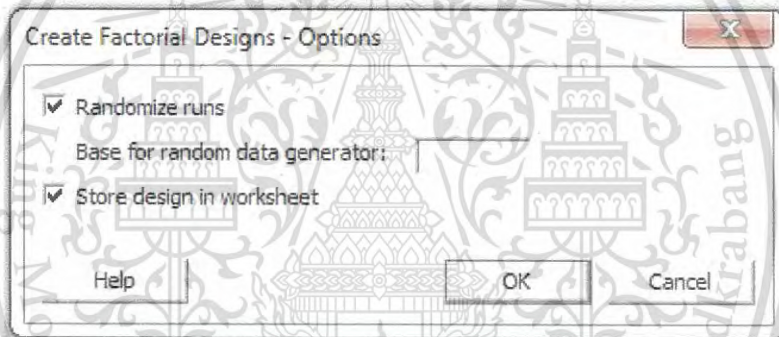 Create Factorial Designs - Options
Randomize runs
Base for random data generator:
Store design in worksheet
Help
OK
Cancel